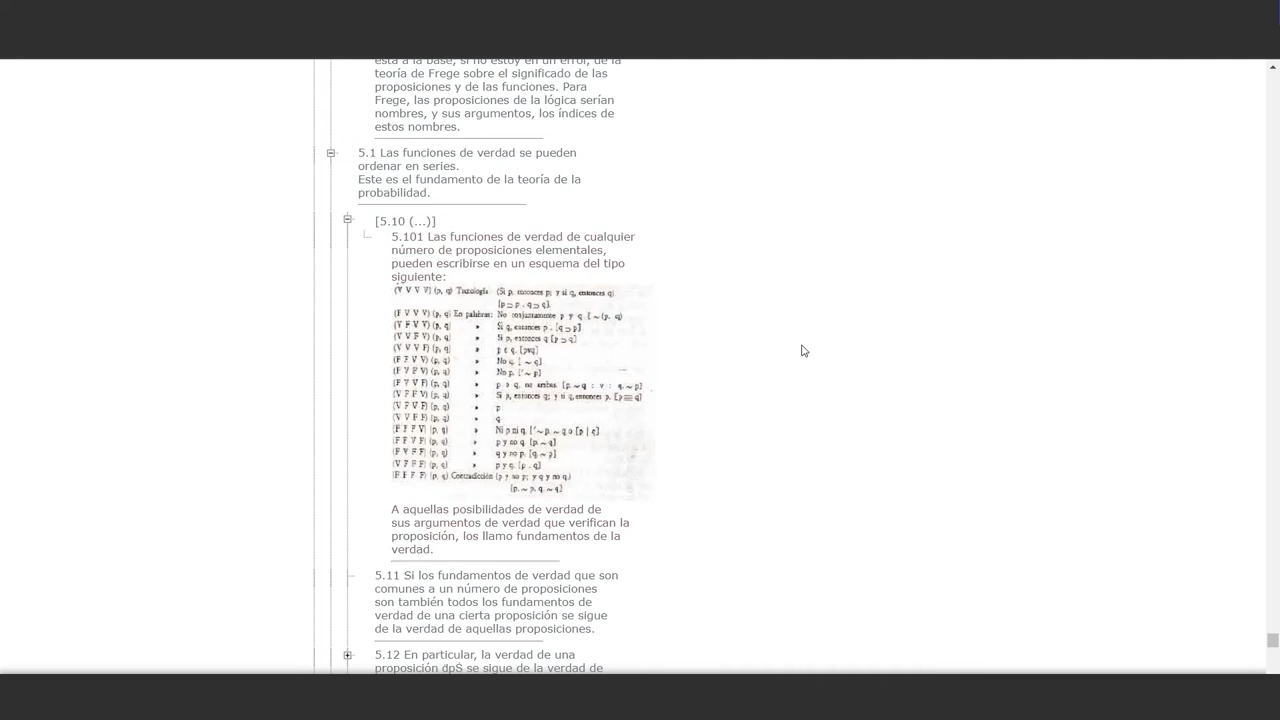 está a la base, si no estoy en un error, de la
teoría de Frege sobre el significado de las
proposiciones y de las funciones. Para
Frege, las proposiciones de la lógica serían
nombres, y sus argumentos, los índices de
estos nombres.
5.1 Las funciones de verdad se pueden
ordenar en series.
Este es el fundamento de la teoría de la
probabilidad.
[5.10 (...)]
5.101 Las funciones de verdad de cualquier
número de proposiciones elementales,
pueden escribirse en un esquema del tipo
siguiente:
(V V V V) (p, q) Tautología (Si p, entonces p; y si q, entonces q)
[p ⊃ p . q ⊃ q].
(F V V V) (p, q) En palabras: No conjuntamente p y q [ ~ (p. q)
(V F V V) (p, q) » Si q, entonces p . [q ⊃ p]
(V V F V) (p, q) » Si p, entonces q [p ⊃ q]
(V V V F) (p, q) » p o q. [pvq]
(F F V V) (p, q) » No q. [ ~ q]
(F V F V) (p, q) » No p. [ ~ p]
(F V V F) (p, q) » p o q, no ambas. [p. ~ q : v : q. ~ p]
(V F F V) (p, q) » Si p, entonces q; y si q, entonces p. [p ≡ q]
(V F V F) (p, q) » p
(V V F F) (p, q) » q
(F F F V) (p, q) » Ni p ni q. [ ~ p. ~ q o [p | q]
(F F V F) (p, q) » p y no q. [p. ~ q]
(F V F F) (p, q) » q y no p. [q. ~ p]
(V F F F) (p, q) » p y q. [p . q]
(F F F F) (p, q) Contradicción (p y no p; y q y no q.)
[p. ~ p. q. ~ q]
A aquellas posibilidades de verdad de
sus argumentos de verdad que verifican la
proposición, los llamo fundamentos de la
verdad.
5.11 Si los fundamentos de verdad que son
comunes a un número de proposiciones
son también todos los fundamentos de
verdad de una cierta proposición se sigue
de la verdad de aquellas proposiciones.
5.12 En particular, la verdad de una
proposición ðpŠ se sigue de la verdad de